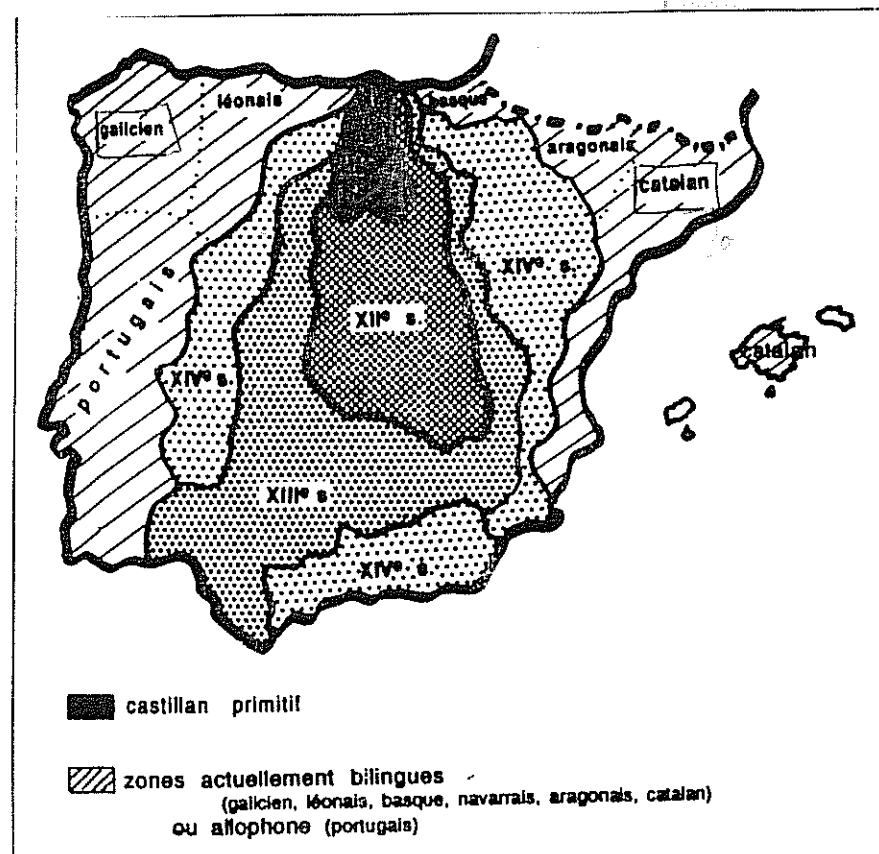 léonais
basque
galicien
aragonais
catalan
XIVe s.
portugais
XIIe s.
catalan
XIVe s.
XIIIe s
XIVe s.
castillan primitif
zones actuellement bilingues
(galicien, léonais, basque, navarrais, aragonais, catalan)
ou allophone (portugais)